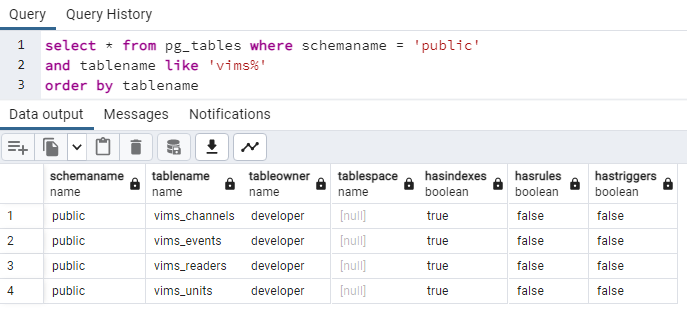 Query Query History
1 select * from pg_tables where schemaname = 'public'
2 and tablename like 'vims%'
3 order by tablename
Data output Messages Notifications
schemaname tablename tableowner tablespace hasindexes hasrules hastriggers
name name name name boolean boolean boolean
1 public vims_channels developer [null] true false false
2 public vims_events developer [null] true false false
3 public vims_readers developer [null] true false false
4 public vims_units developer [null] true false false